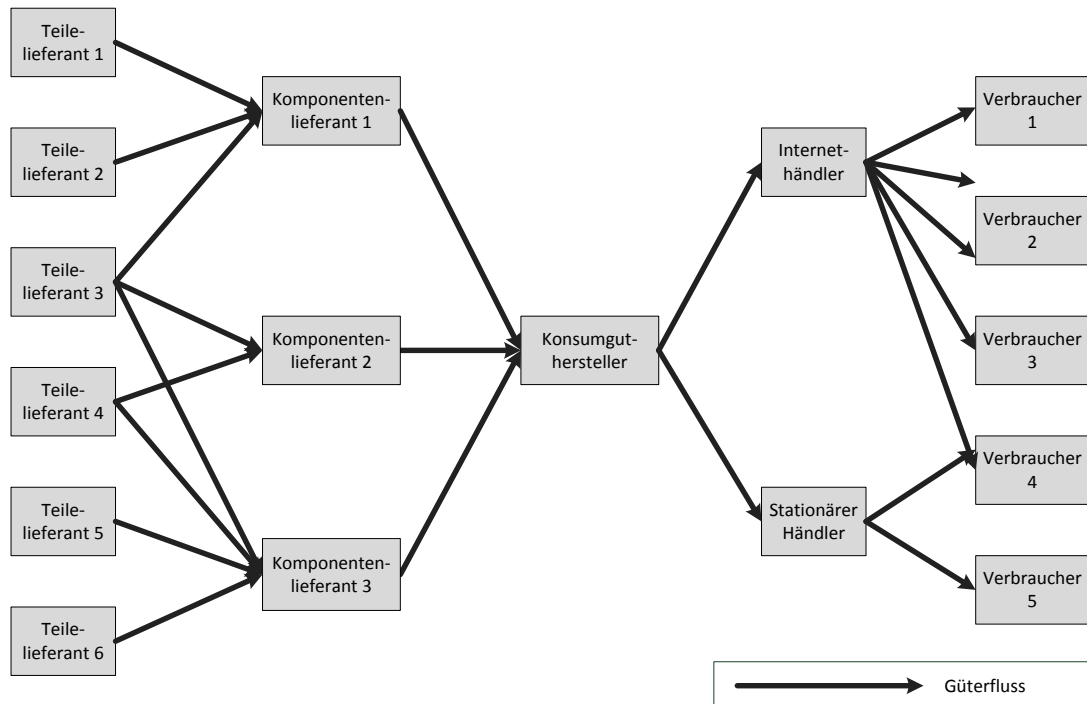 Teile-
lieferant 1
Teile-
lieferant 2
Teile-
lieferant 3
Teile-
lieferant 4
Teile-
lieferant 5
Teile-
lieferant 6
Komponenten-
lieferant 1
Komponenten-
lieferant 2
Komponenten-
lieferant 3
Konsumgut-
hersteller
Internet-
händler
Stationärer
Händler
Verbraucher
1
Verbraucher
2
Verbraucher
3
Verbraucher
4
Verbraucher
5
Güterfluss